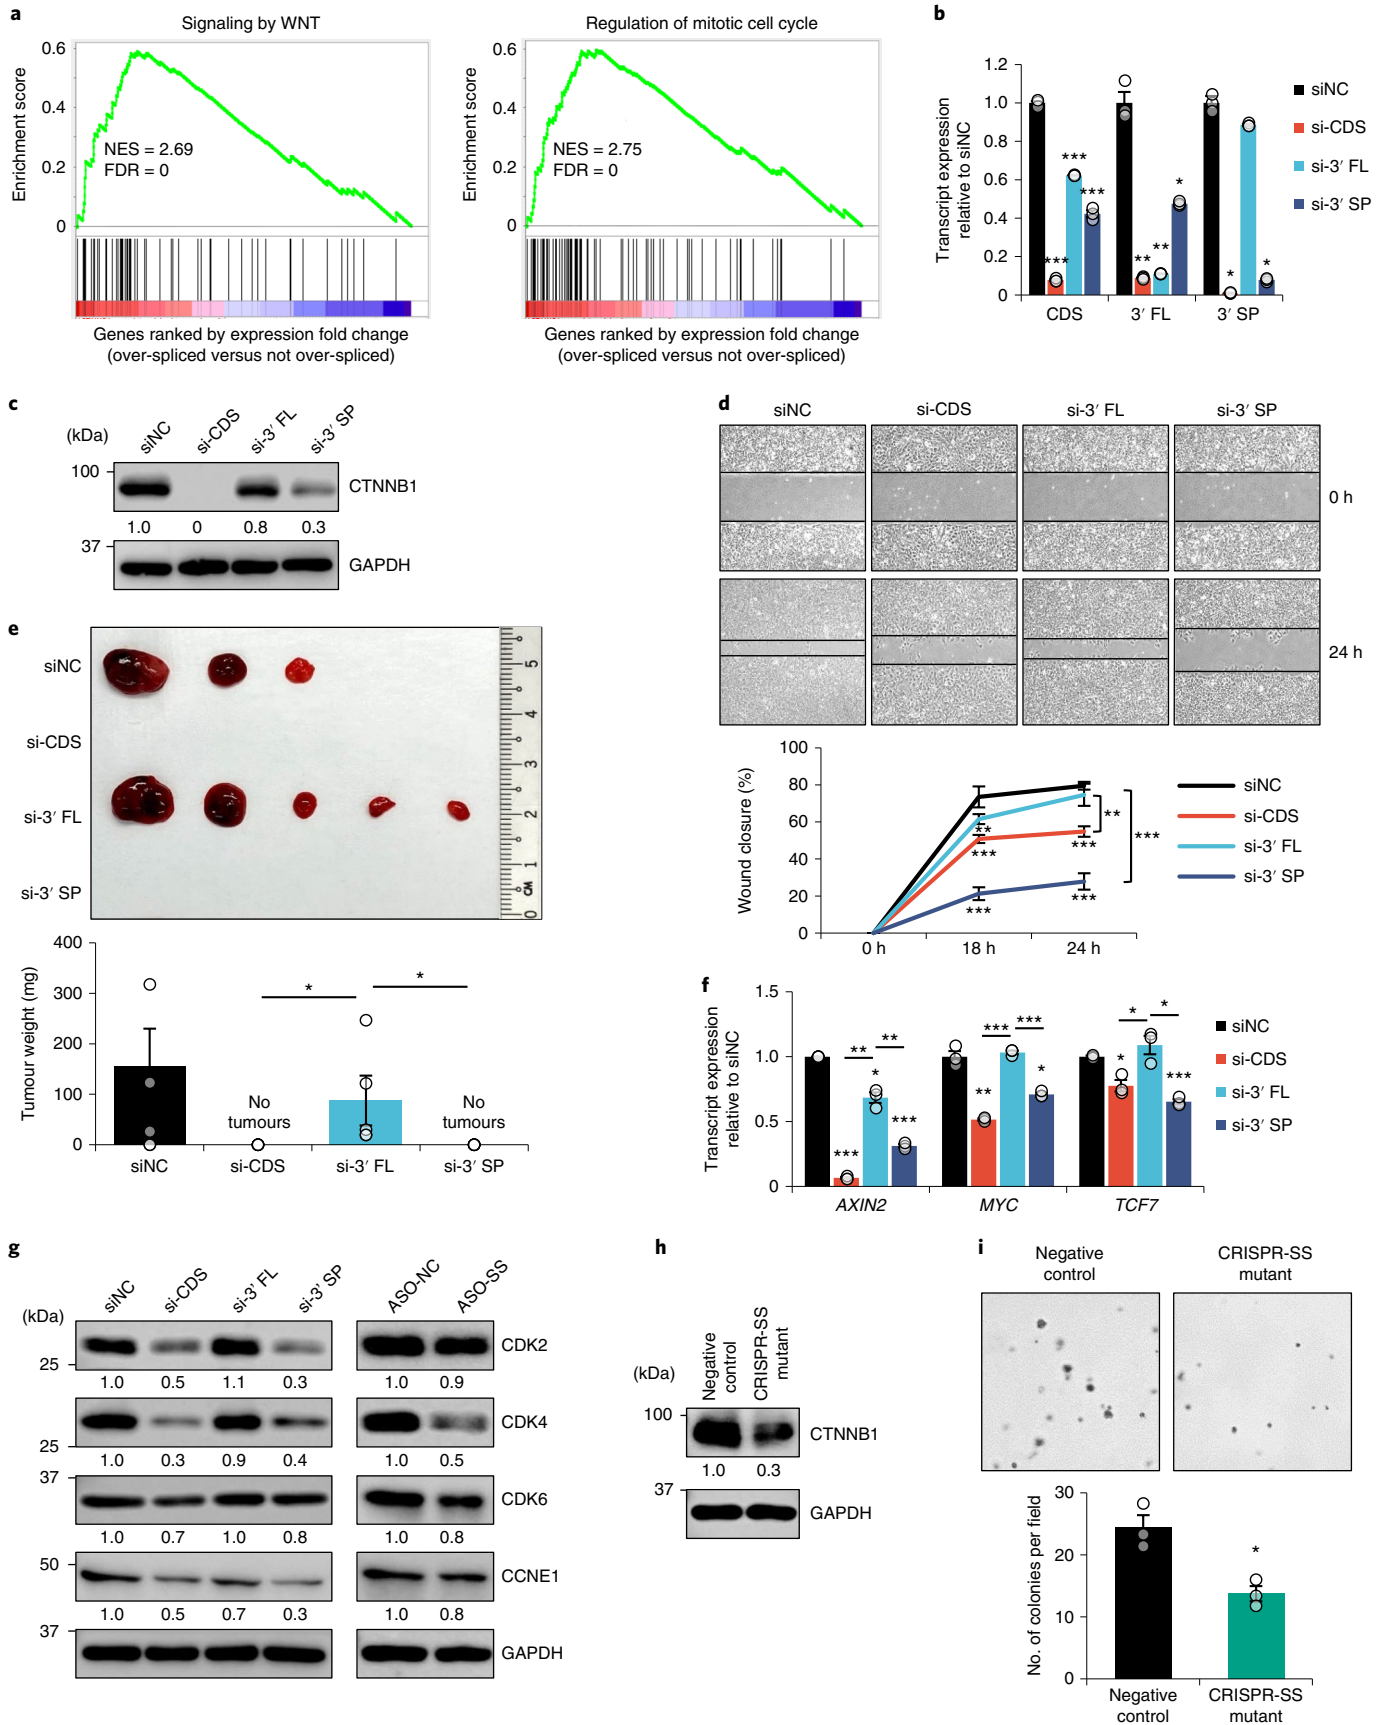 a
Signaling by WNT
Enrichment score
0.6
0.4
0.2
0
NES = 2.69
FDR = 0
Genes ranked by expression fold change
(over-spliced versus not over-spliced)
Regulation of mitotic cell cycle
Enrichment score
0.6
0.4
0.2
0
NES = 2.75
FDR = 0
Genes ranked by expression fold change
(over-spliced versus not over-spliced)
b
Transcript expression
relative to siNC
1.2
1.0
0.8
0.6
0.4
0.2
0
***
***
***
**
**
*
*
*
CDS
3′ FL
3′ SP
siNC
si-CDS
si-3′ FL
si-3′ SP
c
(kDa)
siNC
si-CDS
si-3′ FL
si-3′ SP
100
CTNNB1
1.0 0 0.8 0.3
37
GAPDH
d
siNC
si-CDS
si-3′ FL
si-3′ SP
0 h
24 h
Wound closure (%)
100
80
60
40
20
0
**
***
***
***
***
**
***
0 h
18 h
24 h
siNC
si-CDS
si-3′ FL
si-3′ SP
e
siNC
si-CDS
si-3′ FL
si-3′ SP
5
4
3
2
1
CM
0
Tumour weight (mg)
400
300
200
100
0
No
tumours
No
tumours
*
*
siNC
si-CDS
si-3′ FL
si-3′ SP
f
Transcript expression
relative to siNC
1.5
1.0
0.5
0
***
**
*
**
***
**
***
***
*
*
*
*
***
AXIN2
MYC
TCF7
siNC
si-CDS
si-3′ FL
si-3′ SP
g
(kDa)
siNC
si-CDS
si-3′ FL
si-3′ SP
ASO-NC
ASO-SS
25
CDK2
1.0 0.5 1.1 0.3 1.0 0.9
25
CDK4
1.0 0.3 0.9 0.4 1.0 0.5
37
CDK6
1.0 0.7 1.0 0.8 1.0 0.8
50
CCNE1
1.0 0.5 0.7 0.3 1.0 0.8
37
GAPDH
h
(kDa)
Negative
control
CRISPR-SS
mutant
100
CTNNB1
1.0 0.3
37
GAPDH
i
Negative
control
CRISPR-SS
mutant
No. of colonies per field
30
20
10
0
*
Negative
control
CRISPR-SS
mutant